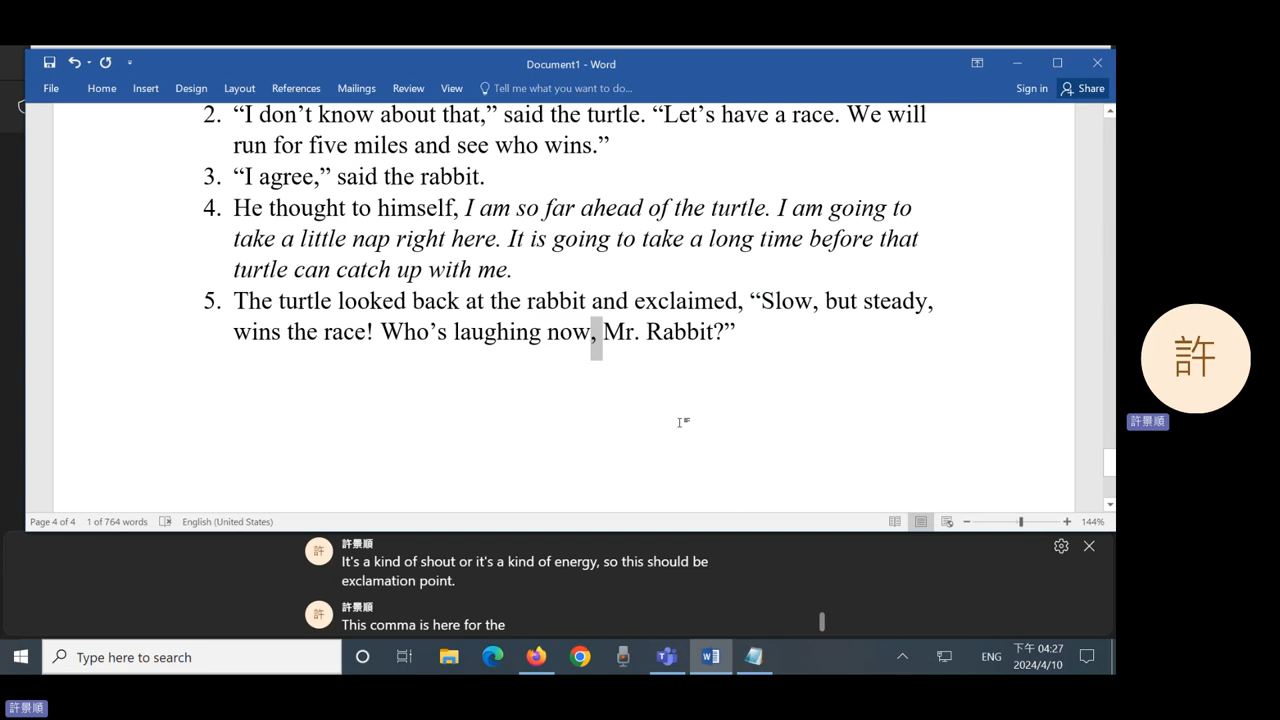 Document1 - Word
File Home Insert Design Layout References Mailings Review View Tell me what you want to do... Sign in Share
2. “I don’t know about that,” said the turtle. “Let’s have a race. We will
run for five miles and see who wins.”
3. “I agree,” said the rabbit.
4. He thought to himself, I am so far ahead of the turtle. I am going to
take a little nap right here. It is going to take a long time before that
turtle can catch up with me.
5. The turtle looked back at the rabbit and exclaimed, “Slow, but steady,
wins the race! Who’s laughing now, Mr. Rabbit?”
許
許景順
Page 4 of 4 1 of 764 words English (United States) 144%
許
許景順
It's a kind of shout or it's a kind of energy, so this should be
exclamation point.
許
許景順
This comma is here for the
Type here to search
ENG
下午 04:27
2024/4/10
許景順